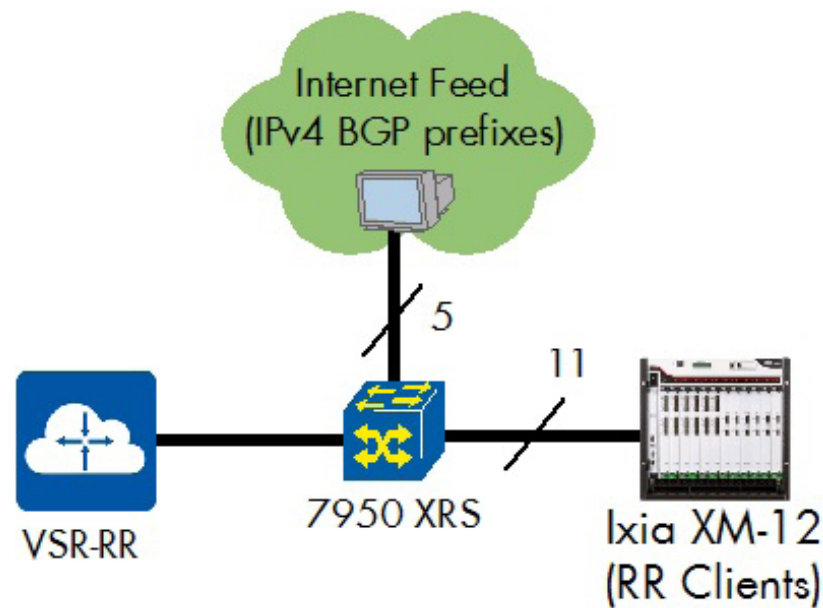 Internet Feed
(IPv4 BGP prefixes)
5
11
VSR-RR
7950 XRS
Ixia XM-12
(RR Clients)